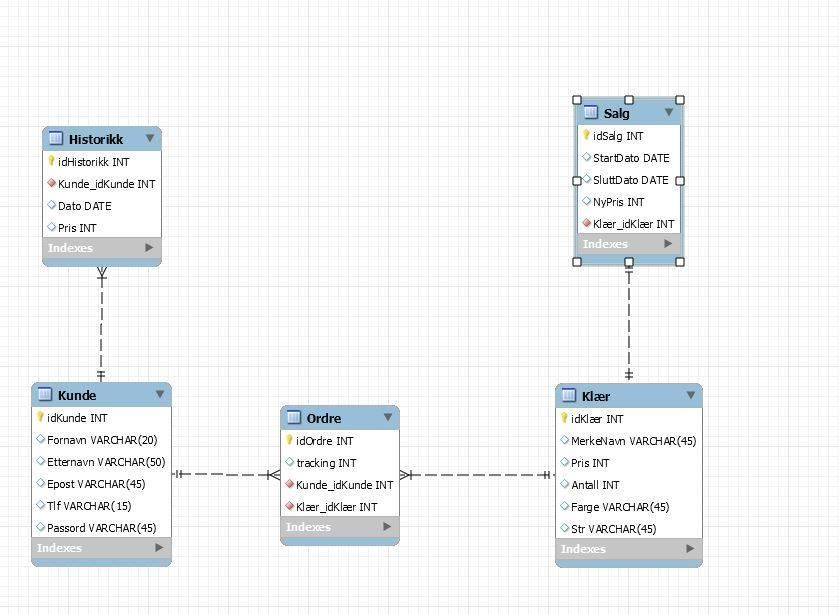 Historikk
idHistorikk INT
Kunde_idKunde INT
Dato DATE
Pris INT
Indexes
Salg
idSalg INT
StartDato DATE
SluttDato DATE
NyPris INT
Klær_idKlær INT
Indexes
Kunde
idKunde INT
Fornavn VARCHAR(20)
Etternavn VARCHAR(50)
Epost VARCHAR(45)
Tlf VARCHAR(15)
Passord VARCHAR(45)
Indexes
Ordre
idOrdre INT
tracking INT
Kunde_idKunde INT
Klær_idKlær INT
Indexes
Klær
idKlær INT
MerkeNavn VARCHAR(45)
Pris INT
Antall INT
Farge VARCHAR(45)
Str VARCHAR(45)
Indexes